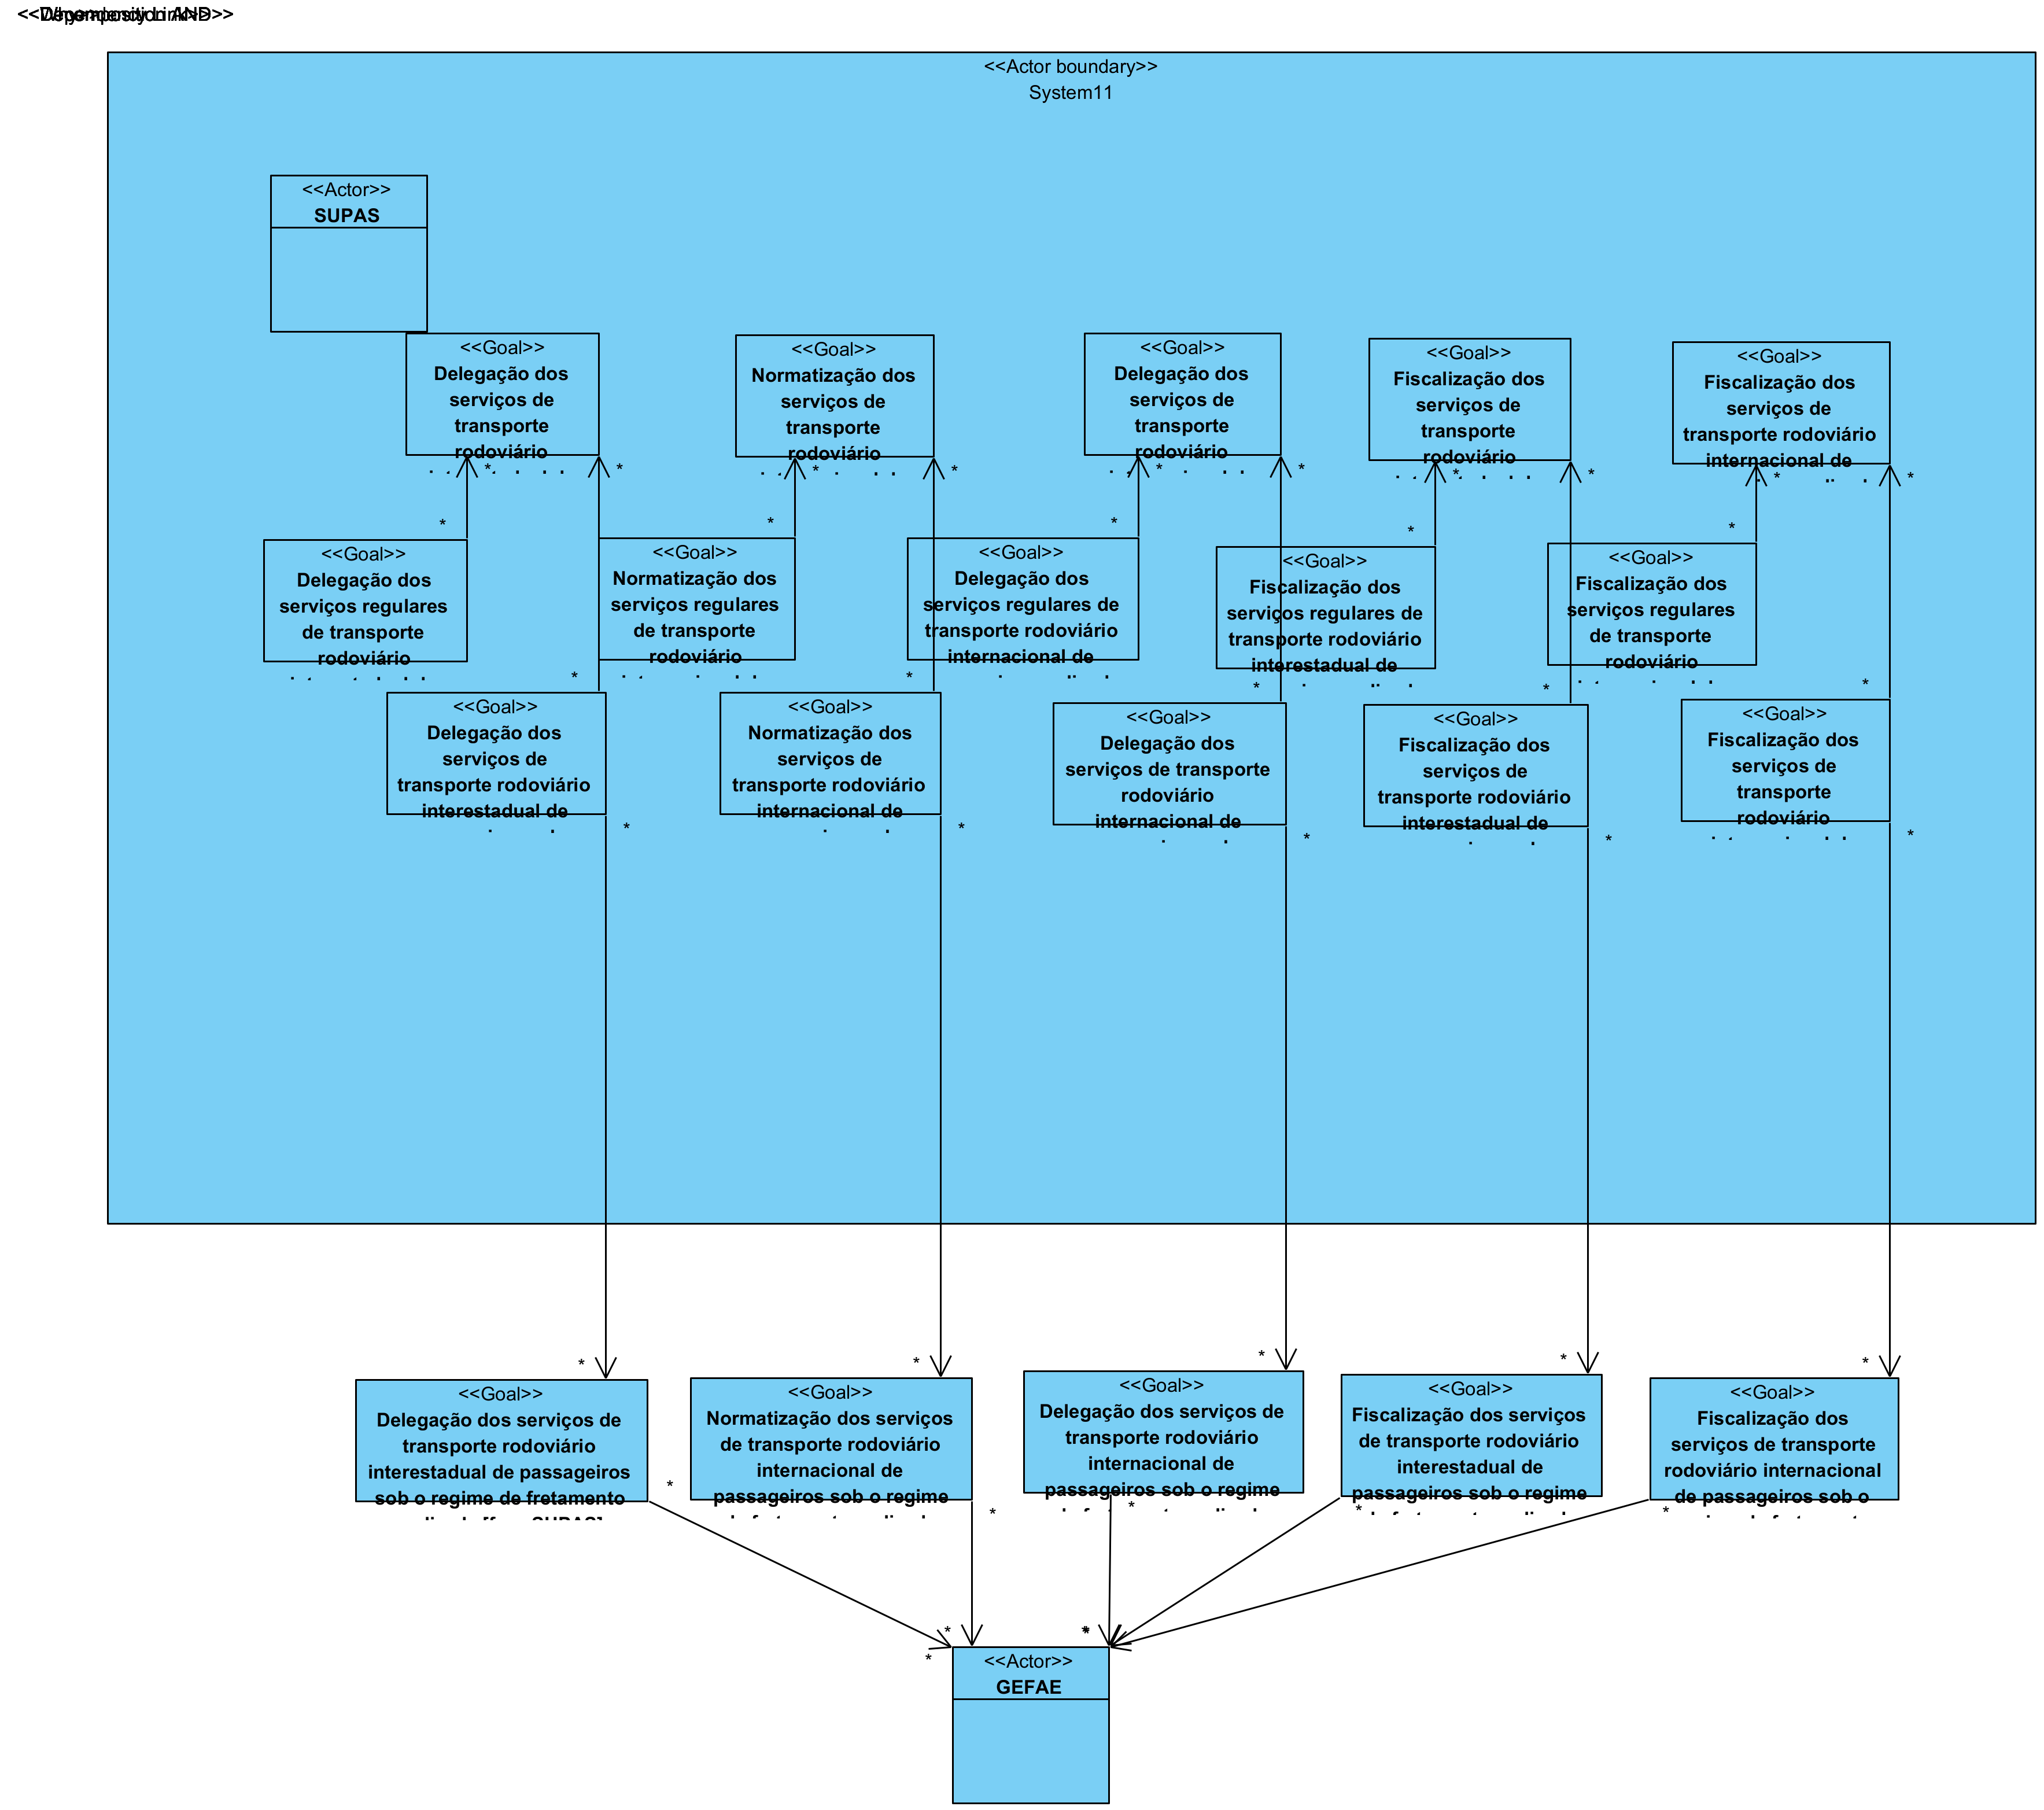 <<Actor boundary>>
System11
<<Actor>>
SUPAS
<<Goal>>
Delegação dos
serviços de
transporte
rodoviário
<<Goal>>
Normatização dos
serviços de
transporte
rodoviário
<<Goal>>
Delegação dos
serviços de
transporte
rodoviário
<<Goal>>
Fiscalização dos
serviços de
transporte
rodoviário
<<Goal>>
Fiscalização dos
serviços de
transporte rodoviário
internacional de
<<Goal>>
Delegação dos
serviços regulares
de transporte
rodoviário
<<Goal>>
Normatização dos
serviços regulares
de transporte
rodoviário
<<Goal>>
Delegação dos
serviços regulares de
transporte rodoviário
internacional de
<<Goal>>
Fiscalização dos
serviços regulares de
transporte rodoviário
interestadual de
<<Goal>>
Fiscalização dos
serviços regulares
de transporte
rodoviário
<<Goal>>
Delegação dos
serviços de
transporte rodoviário
interestadual de
<<Goal>>
Normatização dos
serviços de
transporte rodoviário
internacional de
<<Goal>>
Delegação dos
serviços de transporte
rodoviário
internacional de
<<Goal>>
Fiscalização dos
serviços de
transporte rodoviário
interestadual de
<<Goal>>
Fiscalização dos
serviços de
transporte
rodoviário
<<Goal>>
Delegação dos serviços de
transporte rodoviário
interestadual de passageiros
sob o regime de fretamento
<<Goal>>
Normatização dos serviços
de transporte rodoviário
internacional de
passageiros sob o regime
<<Goal>>
Delegação dos serviços de
transporte rodoviário
internacional de
passageiros sob o regime
<<Goal>>
Fiscalização dos serviços
de transporte rodoviário
interestadual de
passageiros sob o regime
<<Goal>>
Fiscalização dos
serviços de transporte
rodoviário internacional
de passageiros sob o
<<Actor>>
GEFAE